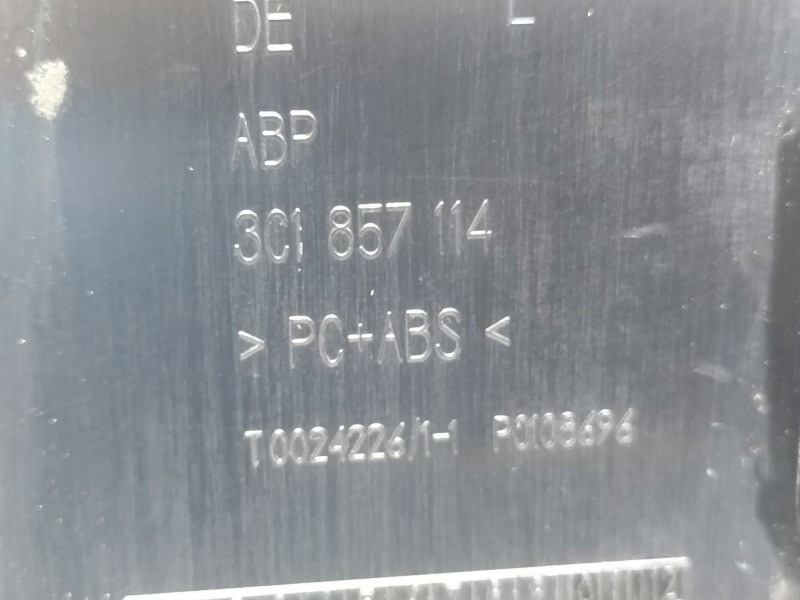 DE L
ABP
3C1 857 114
> PC+ABS <
T0024226/1-1 P0108696